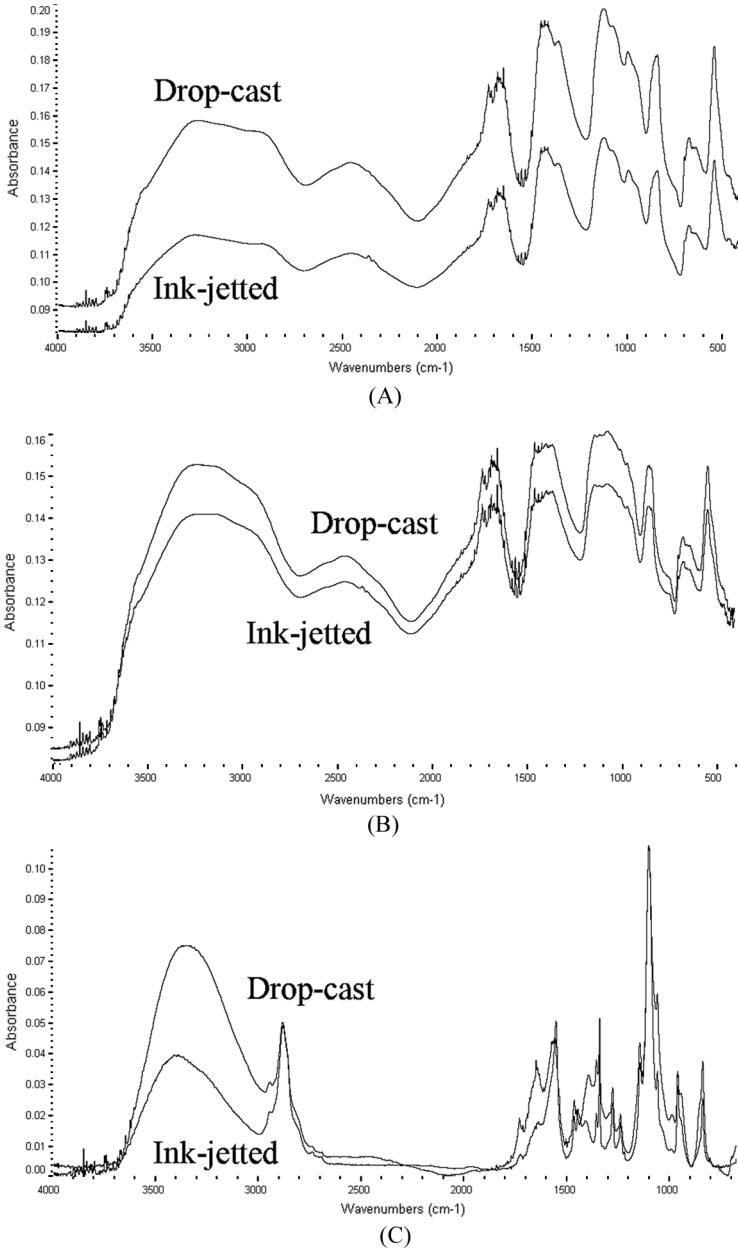 0.20
0.18
0.17
0.16
0.15
0.14
0.13
0.12
0.11
0.10
0.09
Absorbance
Drop-cast
Ink-jetted
4000 3500 3000 2500 2000 1500 1000 500
Wavenumbers (cm-1)
(A)
0.16
0.15
0.14
0.13
0.12
0.11
0.10
0.09
Absorbance
Drop-cast
Ink-jetted
4000 3500 3000 2500 2000 1500 1000 500
Wavenumbers (cm-1)
(B)
0.10
0.09
0.08
0.07
0.06
0.05
0.04
0.03
0.02
0.01
0.00
Absorbance
Drop-cast
Ink-jetted
4000 3500 3000 2500 2000 1500 1000
Wavenumbers (cm-1)
(C)